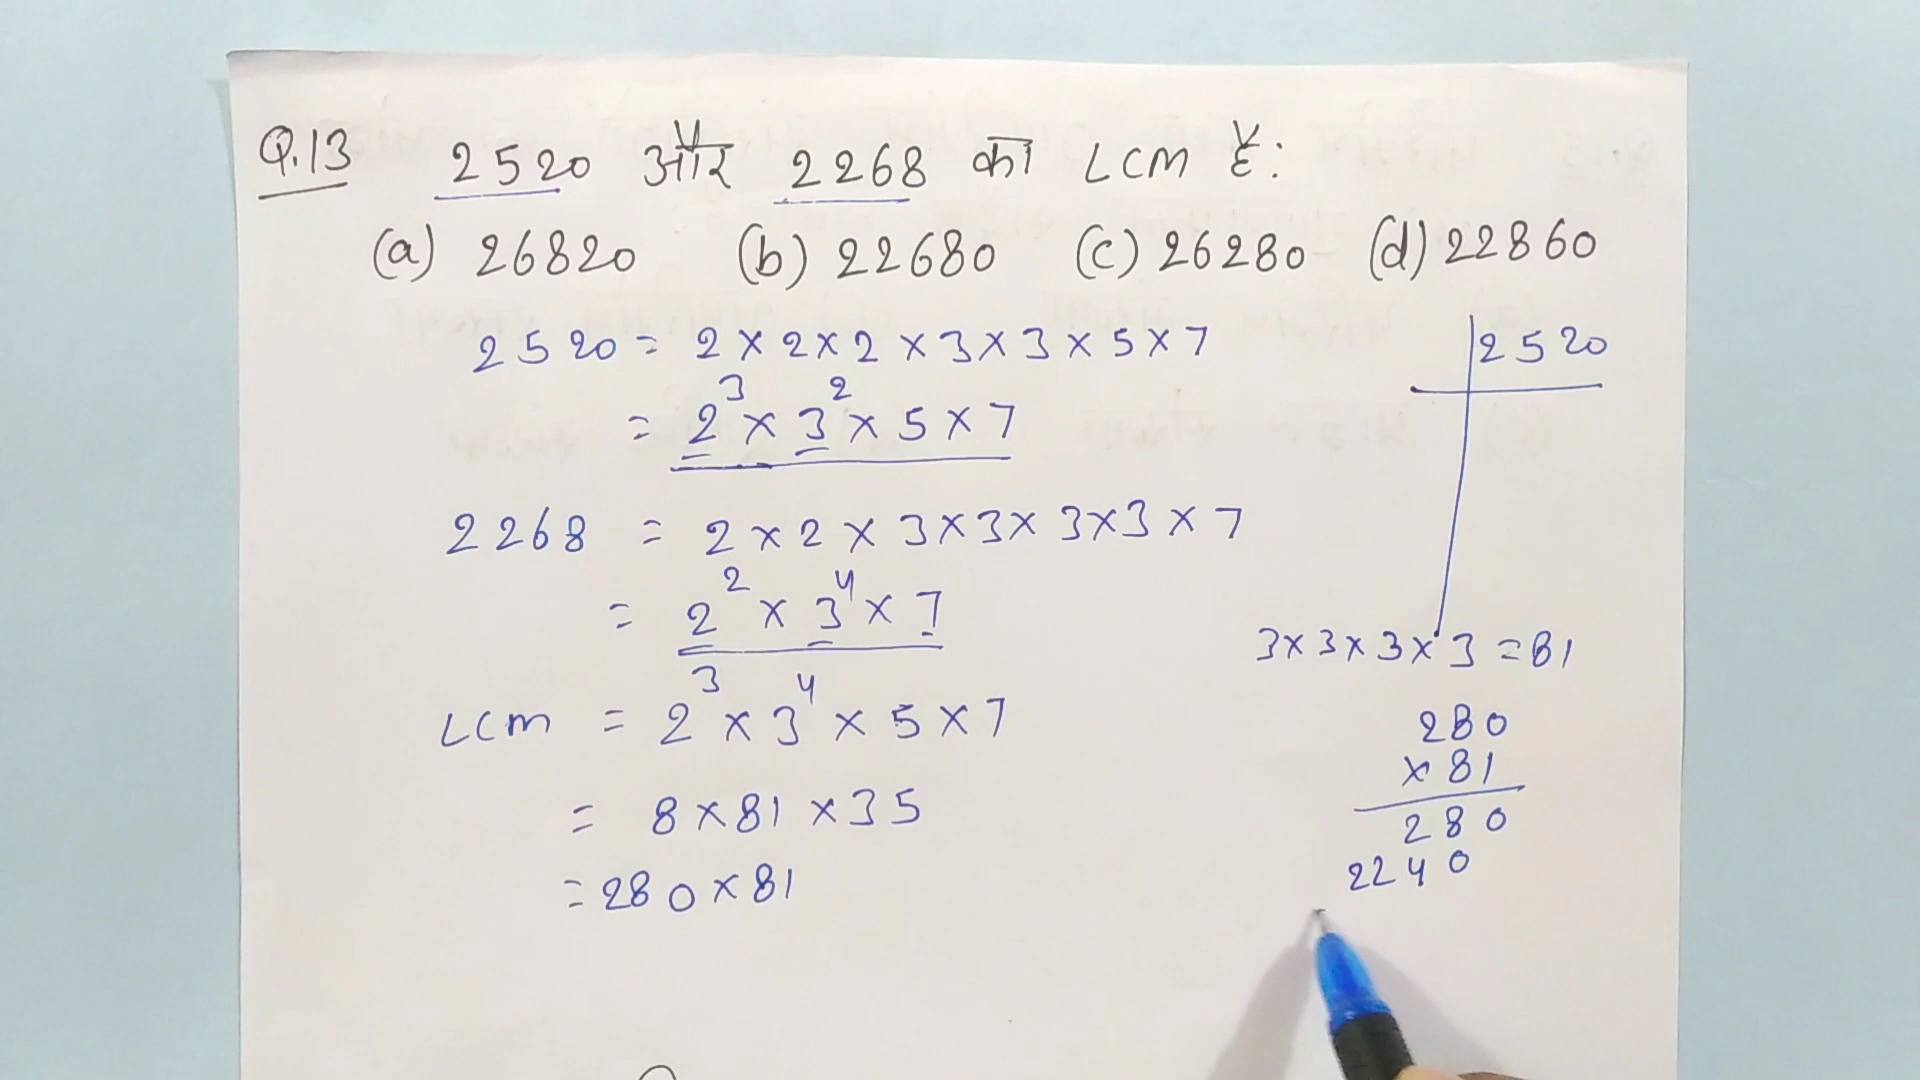 Q.13 2520 और 2268 का LCM है:
(a) 26820 (b) 22680 (c) 26280 (d) 22860
2520 = 2 × 2 × 2 × 3 × 3 × 5 × 7
= 2³ × 3² × 5 × 7
2268 = 2 × 2 × 3 × 3 × 3 × 3 × 7
= 2² × 3⁴ × 7
LCM = 2³ × 3⁴ × 5 × 7
= 8 × 81 × 35
= 280 × 81
2520
3 × 3 × 3 × 3 = 81
280
× 81
280
2240